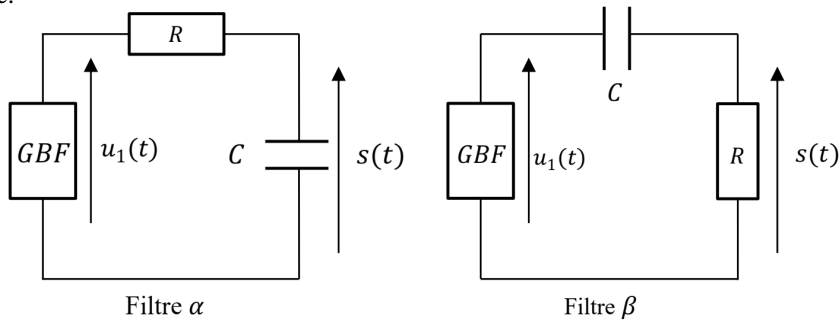 R
GBF
u₁(t)
C
s(t)
Filtre α
C
GBF
u₁(t)
R
s(t)
Filtre β